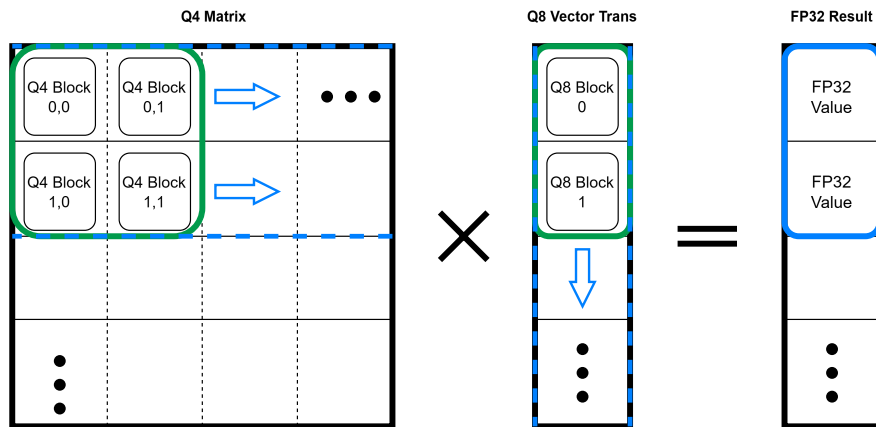 Q4 Matrix
Q8 Vector Trans
FP32 Result
Q4 Block
0,0
Q4 Block
0,1
Q8 Block
0
FP32
Value
Q4 Block
1,0
Q4 Block
1,1
Q8 Block
1
FP32
Value